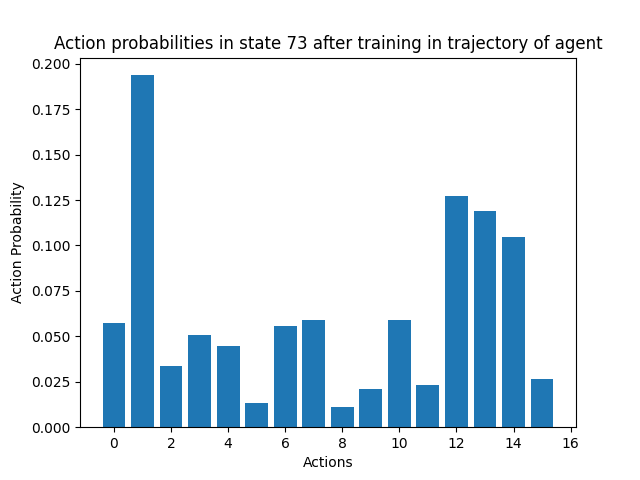 Action probabilities in state 73 after training in trajectory of agent
0.200
0.175
0.150
0.125
0.100
0.075
0.050
0.025
0.000
Action Probability
0 2 4 6 8 10 12 14 16
Actions